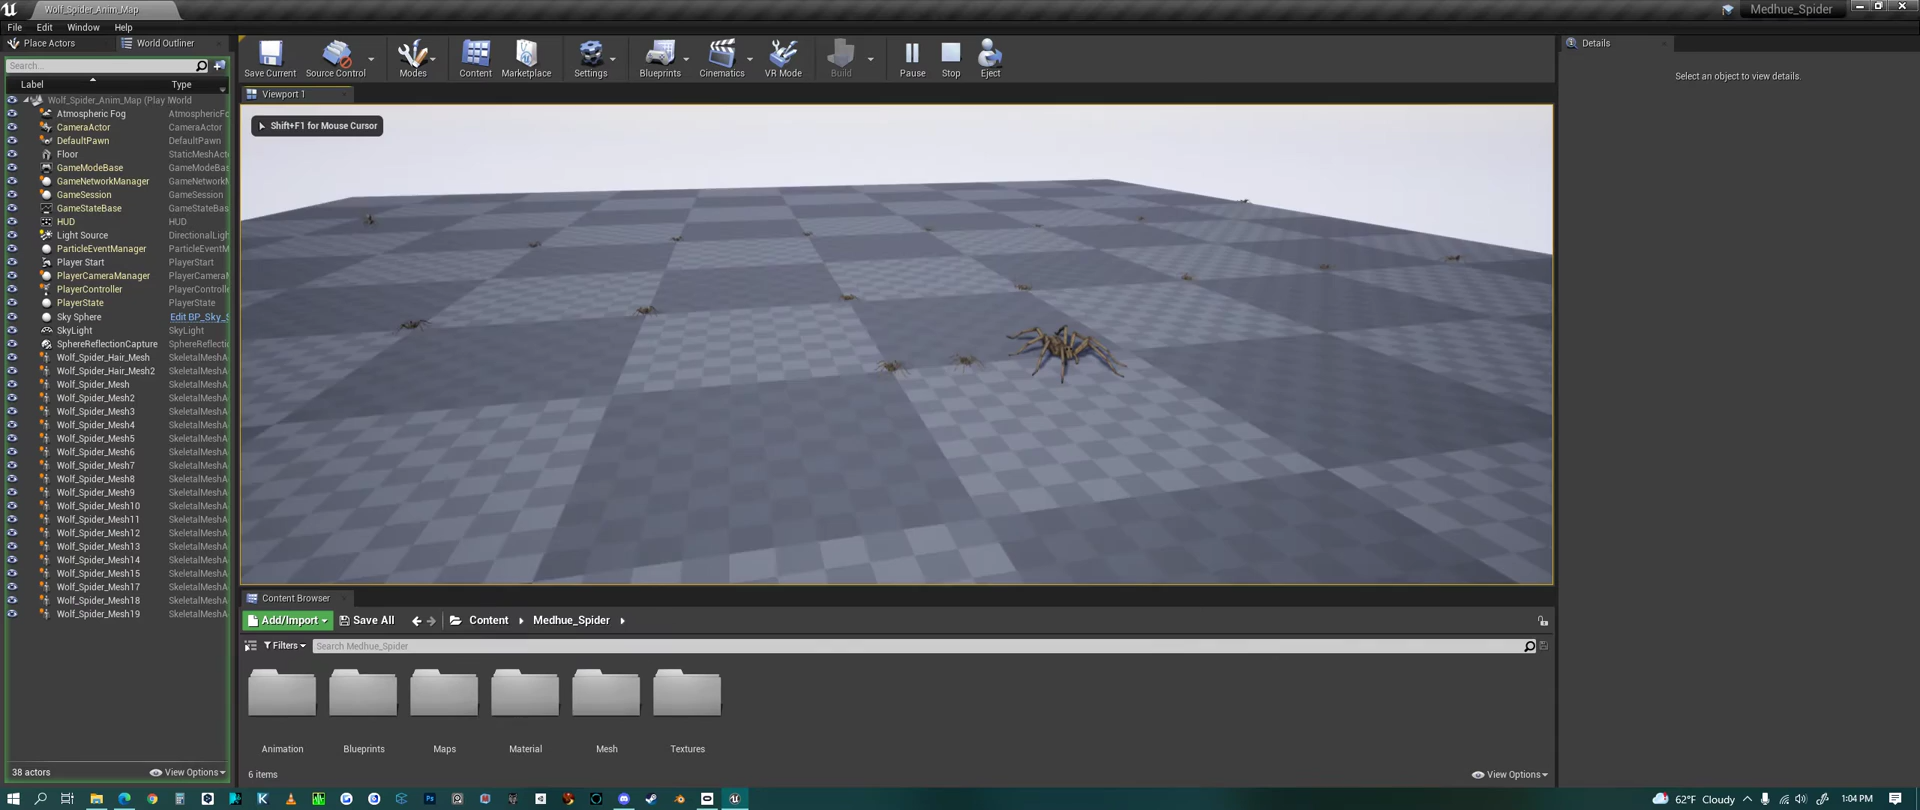 Wolf_Spider_Anim_Map
Medhue_Spider
File Edit Window Help
Place Actors
World Outliner
Search...
Label Type
Wolf_Spider_Anim_Map (Play World
Atmospheric Fog AtmosphericFo
CameraActor CameraActor
DefaultPawn DefaultPawn
Floor StaticMeshActo
GameModeBase GameModeBas
GameNetworkManager GameNetworkM
GameSession GameSession
GameStateBase GameStateBase
HUD HUD
Light Source DirectionalLigh
ParticleEventManager ParticleEventM
Player Start PlayerStart
PlayerCameraManager PlayerCameraM
PlayerController PlayerControlle
PlayerState PlayerState
Sky Sphere Edit BP_Sky_S
SkyLight SkyLight
SphereReflectionCapture SphereReflecti
Wolf_Spider_Hair_Mesh SkeletalMeshA
Wolf_Spider_Hair_Mesh2 SkeletalMeshA
Wolf_Spider_Mesh SkeletalMeshA
Wolf_Spider_Mesh2 SkeletalMeshA
Wolf_Spider_Mesh3 SkeletalMeshA
Wolf_Spider_Mesh4 SkeletalMeshA
Wolf_Spider_Mesh5 SkeletalMeshA
Wolf_Spider_Mesh6 SkeletalMeshA
Wolf_Spider_Mesh7 SkeletalMeshA
Wolf_Spider_Mesh8 SkeletalMeshA
Wolf_Spider_Mesh9 SkeletalMeshA
Wolf_Spider_Mesh10 SkeletalMeshA
Wolf_Spider_Mesh11 SkeletalMeshA
Wolf_Spider_Mesh12 SkeletalMeshA
Wolf_Spider_Mesh13 SkeletalMeshA
Wolf_Spider_Mesh14 SkeletalMeshA
Wolf_Spider_Mesh15 SkeletalMeshA
Wolf_Spider_Mesh17 SkeletalMeshA
Wolf_Spider_Mesh18 SkeletalMeshA
Wolf_Spider_Mesh19 SkeletalMeshA
38 actors
View Options
Save Current Source Control Modes Content Marketplace Settings Blueprints Cinematics VR Mode Build Pause Stop Eject
Viewport 1
Shift+F1 for Mouse Cursor
Details
Select an object to view details.
Content Browser
Add/Import Save All Content Medhue_Spider
Filters Search Medhue_Spider
Animation Blueprints Maps Material Mesh Textures
6 items
View Options
62°F Cloudy 1:04 PM